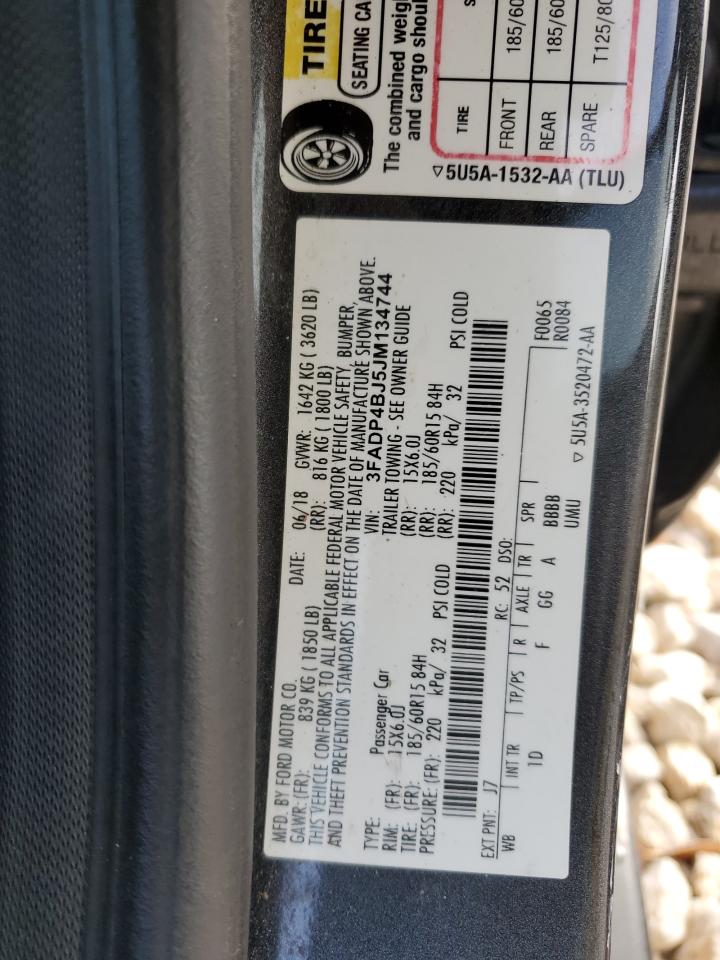 MFD. BY FORD MOTOR CO.
DATE: 06/18 GVWR: 1642 KG ( 3620 LB)
GAWR: (FR): 839 KG ( 1850 LB) (RR): 816 KG ( 1800 LB)
THIS VEHICLE CONFORMS TO ALL APPLICABLE FEDERAL MOTOR VEHICLE SAFETY, BUMPER,
AND THEFT PREVENTION STANDARDS IN EFFECT ON THE DATE OF MANUFACTURE SHOWN ABOVE.
VIN: 3FADP4BJ5JM134744
TYPE: Passenger Car TRAILER TOWING - SEE OWNER GUIDE
RIM: (FR): 15X6.0J (RR): 15X6.0J
TIRE: (FR): 185/60R15 84H (RR): 185/60R15 84H
PRESSURE: (FR): 220 kPa/ 32 PSI COLD (RR): 220 kPa/ 32 PSI COLD
EXT PNT: J7 RC: 52 DSO: F0065
WB INT TR TP/PS R AXLE TR SPR R0084
1D F GG A BBBB
UMU
▽ 5U5A-3520472-AA
TIRE
SEATING CA
The combined weig
and cargo shou
TIRE S
FRONT 185/60
REAR 185/60
SPARE T125/80
▽5U5A-1532-AA (TLU)